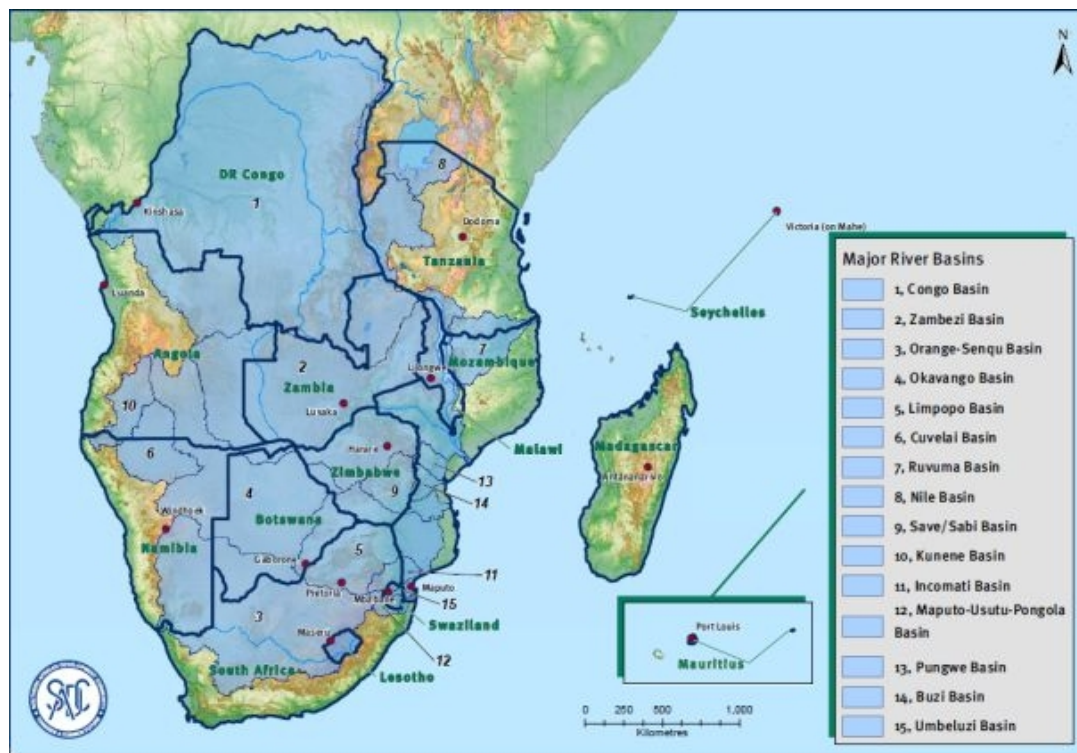 N
DR Congo
1
8
Kinshasa
Dodoma
Tanzania
Victoria (on Mahe)
Luanda
Seychelles
Angola
2
7
Mozambique
Zambia
Lilongwe
10
Lusaka
Malawi
Madagascar
6
Harare
Zimbabwe
Antananarivo
13
4
9
14
Windhoek
Botswana
Namibia
5
Gaborone
11
Pretoria
Mbabane
Maputo
15
3
Swaziland
Maseru
12
South Africa
Lesotho
Port Louis
Mauritius
SADC
0 250 500 1,000
Kilometres
Major River Basins
1, Congo Basin
2, Zambezi Basin
3, Orange-Senqu Basin
4, Okavango Basin
5, Limpopo Basin
6, Cuvelai Basin
7, Ruvuma Basin
8, Nile Basin
9, Save/Sabi Basin
10, Kunene Basin
11, Incomati Basin
12, Maputo-Usutu-Pongola
Basin
13, Pungwe Basin
14, Buzi Basin
15, Umbeluzi Basin